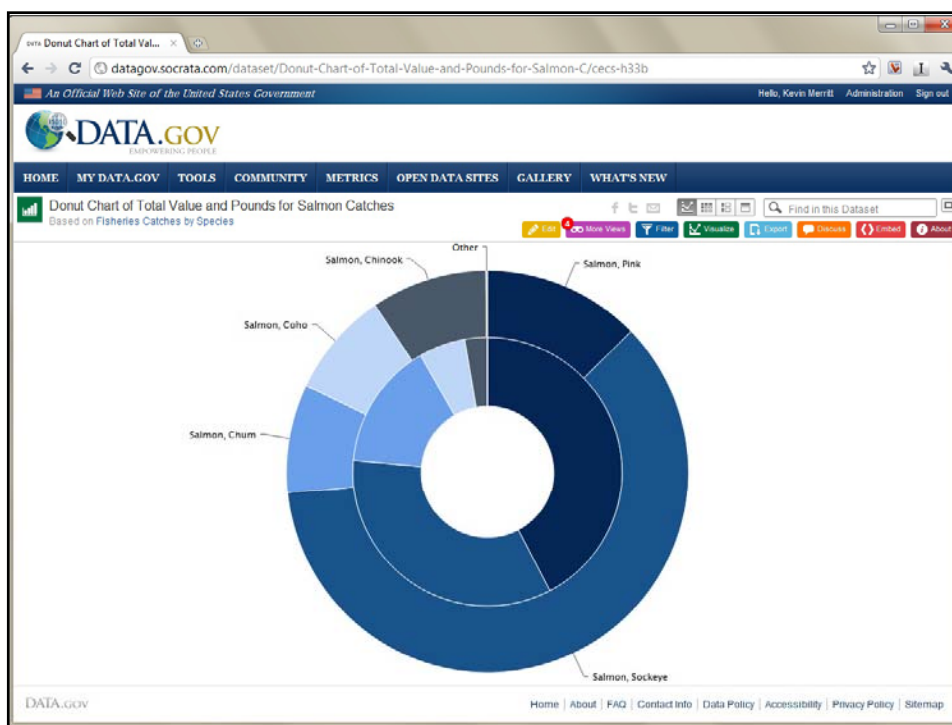 DATA Donut Chart of Total Val... ×
datagov.socrata.com/dataset/Donut-Chart-of-Total-Value-and-Pounds-for-Salmon-C/cecs-h33b
An Official Web Site of the United States Government Hello, Kevin Merritt Administration Sign out
DATA.GOV
EMPOWERING PEOPLE
HOME MY DATA.GOV TOOLS COMMUNITY METRICS OPEN DATA SITES GALLERY WHAT'S NEW
Donut Chart of Total Value and Pounds for Salmon Catches Find in this Dataset
Based on Fisheries Catches by Species
Edit 4 More Views Filter Visualize Export Discuss Embed About
Other
Salmon, Chinook
Salmon, Pink
Salmon, Coho
Salmon, Chum
Salmon, Sockeye
DATA.GOV Home | About | FAQ | Contact Info | Data Policy | Accessibility | Privacy Policy | Sitemap